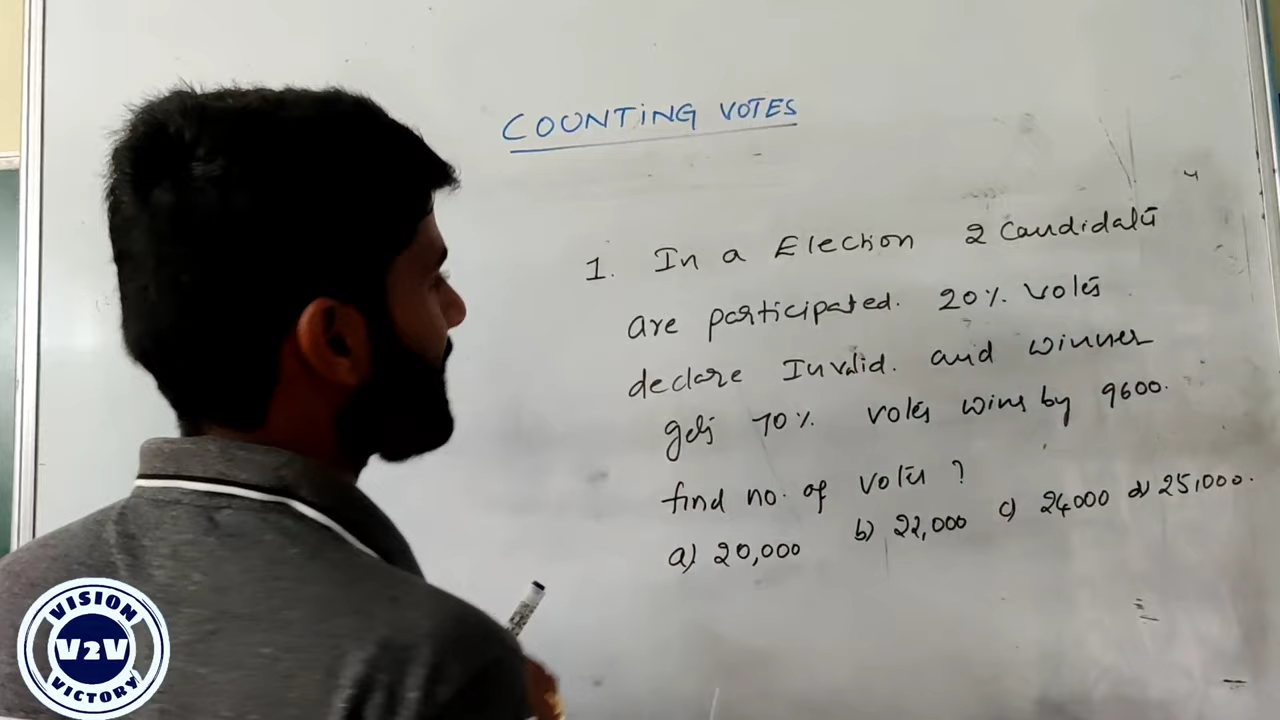 COUNTING VOTES
1. In a Election 2 Candidates
are participated. 20% Votes
declare Invalid. and winner
gets 70% votes wins by 9600.
find no. of votes ?
a) 20,000 b) 22,000 c) 24000 d) 25,000.
VISION
V2V
VICTORY